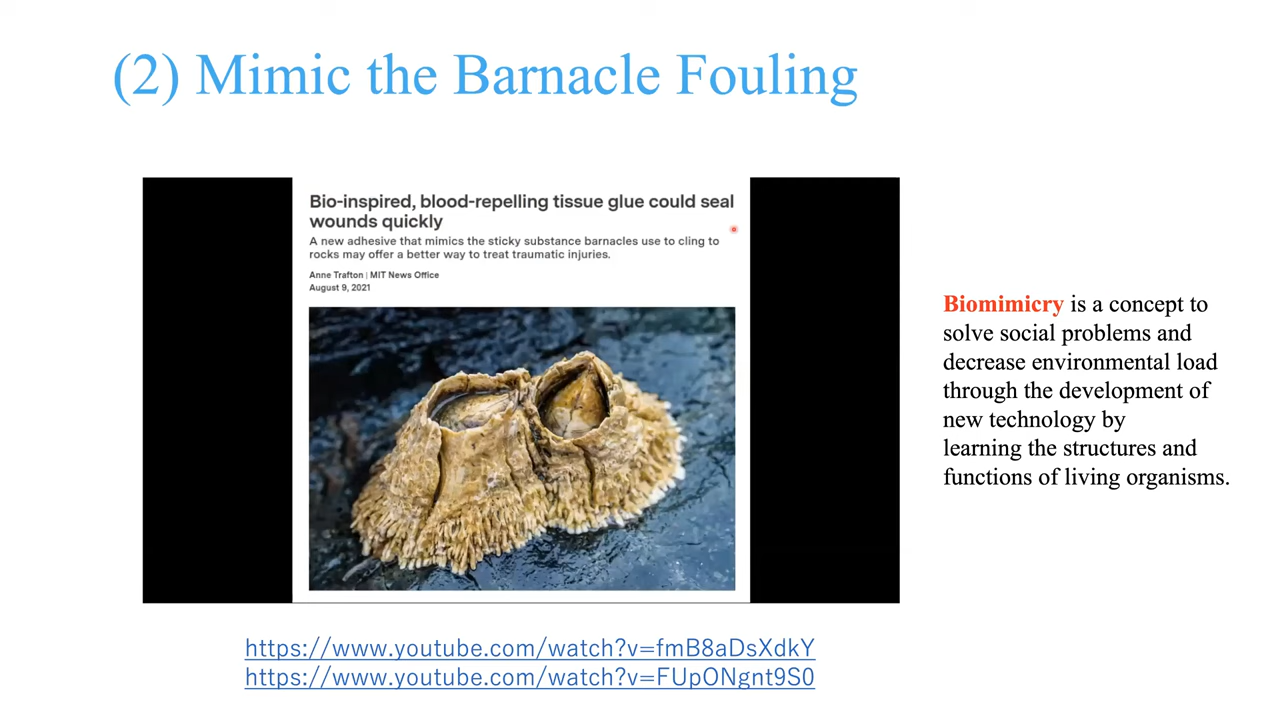 (2) Mimic the Barnacle Fouling
Bio-inspired, blood-repelling tissue glue could seal
wounds quickly
A new adhesive that mimics the sticky substance barnacles use to cling to
rocks may offer a better way to treat traumatic injuries.
Anne Trafton | MIT News Office
August 9, 2021
Biomimicry is a concept to
solve social problems and
decrease environmental load
through the development of
new technology by
learning the structures and
functions of living organisms.
https://www.youtube.com/watch?v=fmB8aDsXdkY
https://www.youtube.com/watch?v=FUpONgnt9S0